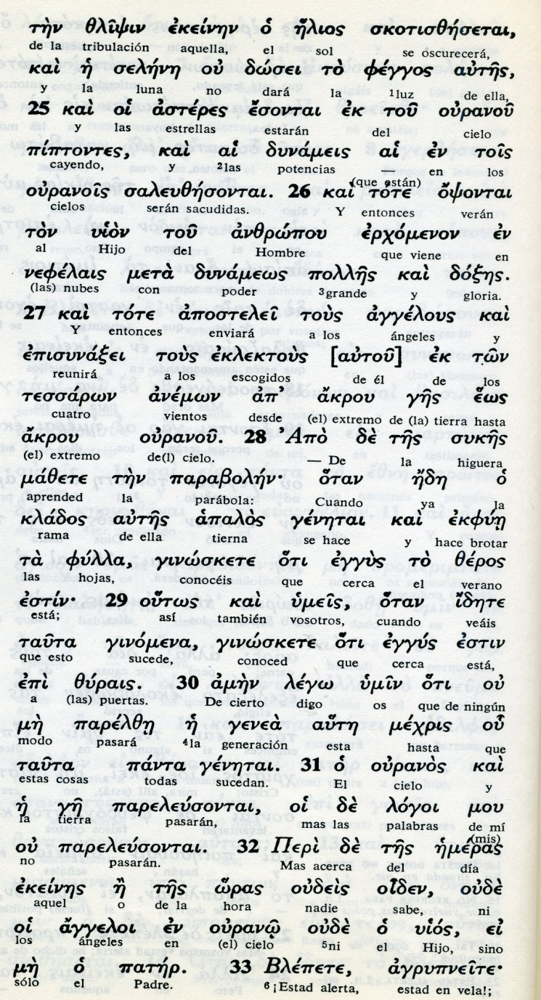 τὴν θλῖψιν ἐκείνην ὁ ἥλιος σκοτισθήσεται,
de la tribulación aquella, el sol se oscurecerá,
καὶ ἡ σελήνη οὐ δώσει τὸ φέγγος αὐτῆς,
y la luna no dará la ¹luz de ella,
25 καὶ οἱ ἀστέρες ἔσονται ἐκ τοῦ οὐρανοῦ
y las estrellas estarán del cielo
πίπτοντες, καὶ αἱ δυνάμεις αἱ ἐν τοῖς
cayendo, y ²las potencias (que están) en los
οὐρανοῖς σαλευθήσονται. 26 καὶ τότε ὄψονται
cielos serán sacudidas. Y entonces verán
τὸν υἱὸν τοῦ ἀνθρώπου ἐρχόμενον ἐν
al Hijo del Hombre que viene en
νεφέλαις μετὰ δυνάμεως πολλῆς καὶ δόξης.
(las) nubes con poder ³grande y gloria.
27 καὶ τότε ἀποστελεῖ τοὺς ἀγγέλους καὶ
Y entonces enviará a los ángeles y
ἐπισυνάξει τοὺς ἐκλεκτοὺς [αὐτοῦ] ἐκ τῶν
reunirá a los escogidos de él de los
τεσσάρων ἀνέμων ἀπ' ἄκρου γῆς ἕως
cuatro vientos desde (el) extremo de (la) tierra hasta
ἄκρου οὐρανοῦ. 28 Ἀπὸ δὲ τῆς συκῆς
(el) extremo de(l) cielo. — De la higuera
μάθετε τὴν παραβολήν· ὅταν ἤδη ὁ
aprended la parábola: Cuando ya la
κλάδος αὐτῆς ἁπαλὸς γένηται καὶ ἐκφύῃ
rama de ella tierna se hace y hace brotar
τὰ φύλλα, γινώσκετε ὅτι ἐγγὺς τὸ θέρος
las hojas, conocéis que cerca el verano
ἐστίν· 29 οὕτως καὶ ὑμεῖς, ὅταν ἴδητε
está; así también vosotros, cuando veáis
ταῦτα γινόμενα, γινώσκετε ὅτι ἐγγύς ἐστιν
que esto sucede, conoced que cerca está,
ἐπὶ θύραις. 30 ἀμὴν λέγω ὑμῖν ὅτι οὐ
a (las) puertas. De cierto digo os que de ningún
μὴ παρέλθῃ ἡ γενεὰ αὕτη μέχρις οὗ
modo pasará ⁴la generación esta hasta que
ταῦτα πάντα γένηται. 31 ὁ οὐρανὸς καὶ
estas cosas todas sucedan. El cielo y
ἡ γῆ παρελεύσονται, οἱ δὲ λόγοι μου
la tierra pasarán, mas las palabras de mí (mis)
οὐ παρελεύσονται. 32 Περὶ δὲ τῆς ἡμέρας
no pasarán. Mas acerca del día
ἐκείνης ἢ τῆς ὥρας οὐδεὶς οἶδεν, οὐδὲ
aquel o de la hora nadie sabe, ni
οἱ ἄγγελοι ἐν οὐρανῷ οὐδὲ ὁ υἱός, εἰ
los ángeles en (el) cielo ⁵ni el Hijo, sino
μὴ ὁ πατήρ. 33 Βλέπετε, ἀγρυπνεῖτε·
sólo el Padre. ⁶¡Estad alerta, estad en vela!;